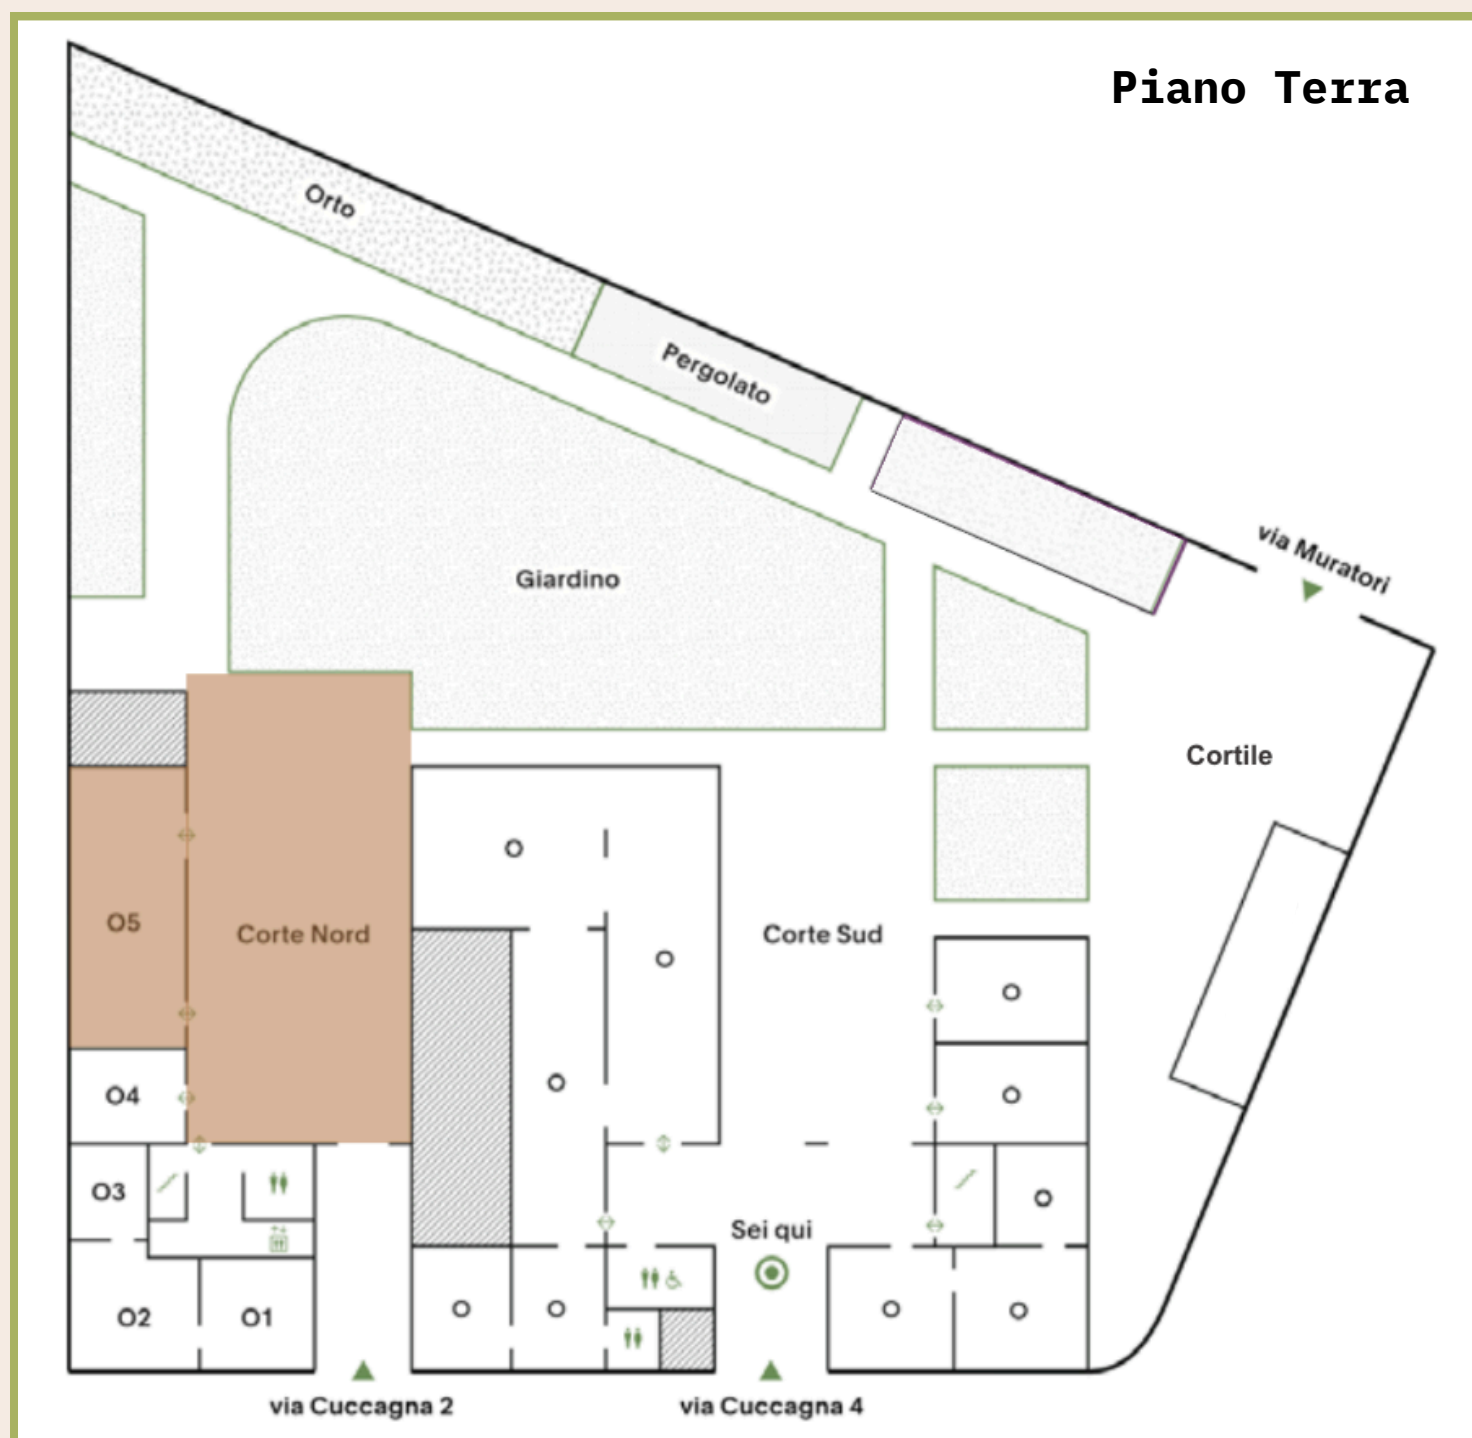 Piano Terra
Orto
Pergolato
via Muratori
Giardino
Cortile
O5
Corte Nord
Corte Sud
O4
O3
Sei qui
O2
O1
via Cuccagna 2
via Cuccagna 4